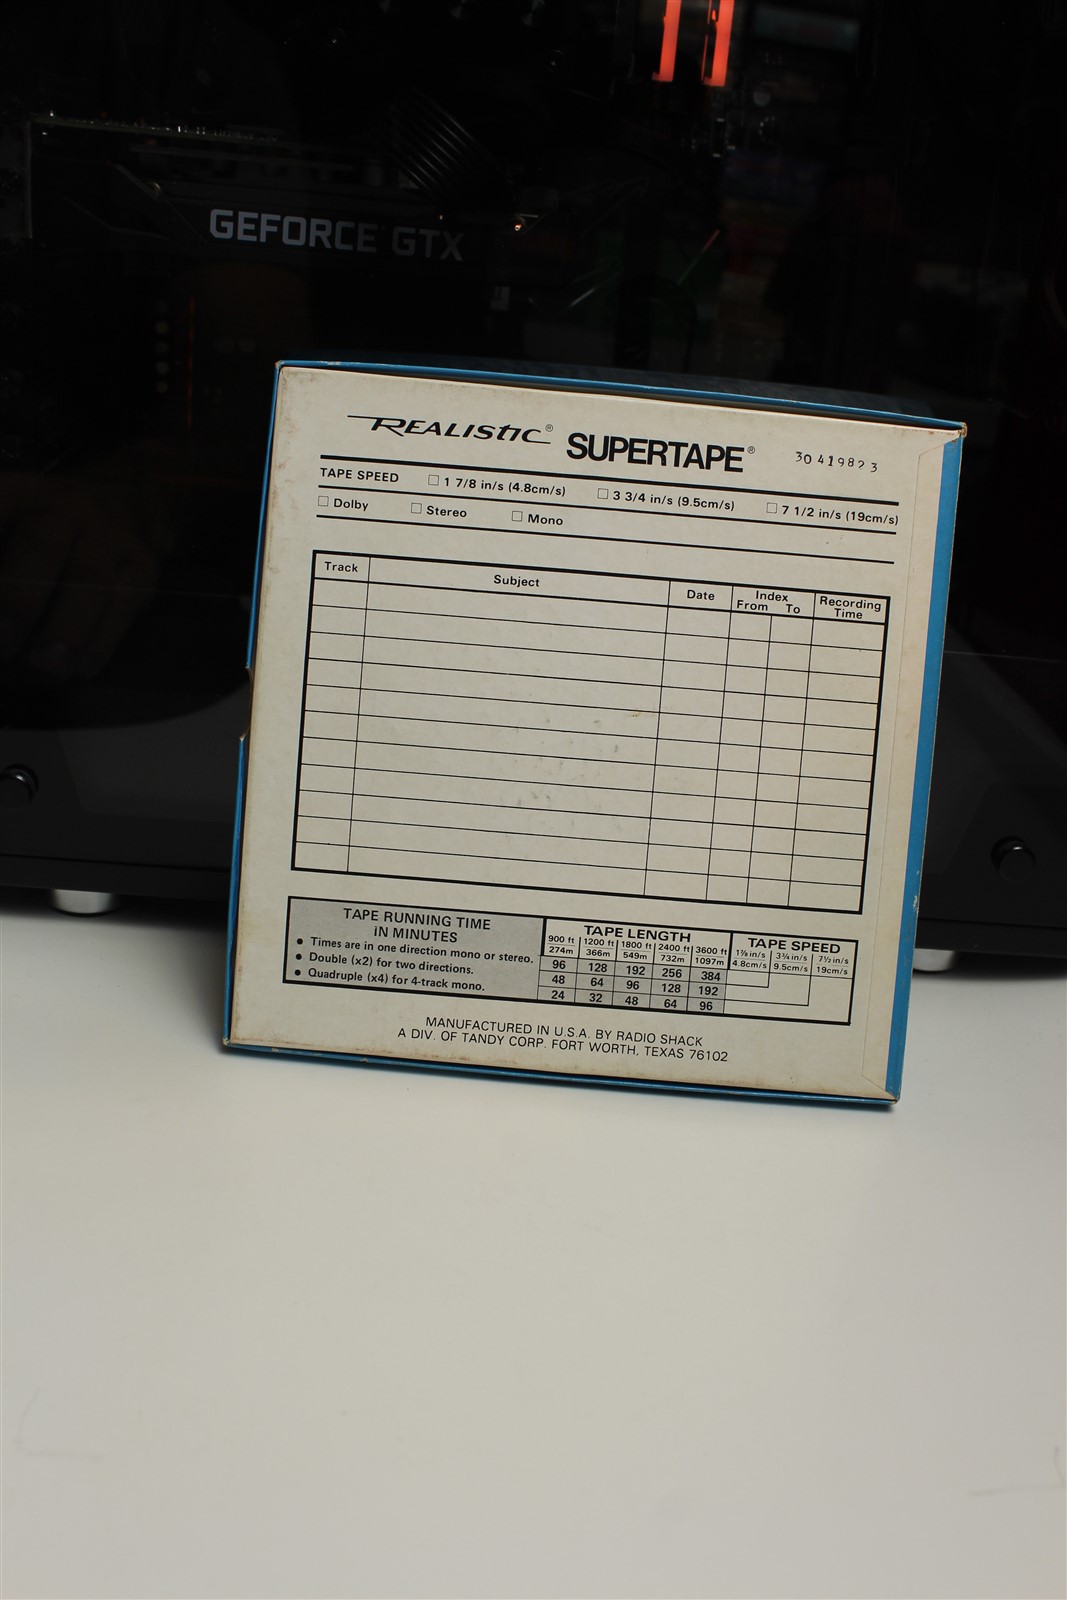 GEFORCE GTX
REALISTIC® SUPERTAPE® 30419823
TAPE SPEED □ 1 7/8 in/s (4.8cm/s) □ 3 3/4 in/s (9.5cm/s) □ 7 1/2 in/s (19cm/s)
□ Dolby □ Stereo □ Mono
Track Subject Date Index From To Recording Time
TAPE RUNNING TIME
IN MINUTES
• Times are in one direction mono or stereo.
• Double (x2) for two directions.
• Quadruple (x4) for 4-track mono.
TAPE LENGTH TAPE SPEED
900 ft 1200 ft 1800 ft 2400 ft 3600 ft 1⅞ in/s 3¾ in/s 7½ in/s
274m 366m 549m 732m 1097m 4.8cm/s 9.5cm/s 19cm/s
96 128 192 256 384
48 64 96 128 192
24 32 48 64 96
MANUFACTURED IN U.S.A. BY RADIO SHACK
A DIV. OF TANDY CORP. FORT WORTH, TEXAS 76102